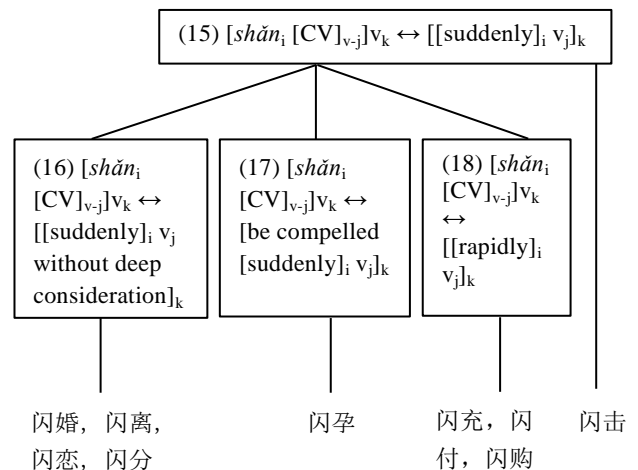 (15) [shǎnᵢ [CV]ᵥ₋ⱼ]vₖ ↔ [[suddenly]ᵢ vⱼ]ₖ
(16) [shǎnᵢ
[CV]ᵥ₋ⱼ]vₖ ↔
[[suddenly]ᵢ vⱼ
without deep
consideration]ₖ
(17) [shǎnᵢ
[CV]ᵥ₋ⱼ]vₖ ↔
[be compelled
[suddenly]ᵢ vⱼ]ₖ
(18) [shǎnᵢ
[CV]ᵥ₋ⱼ]vₖ
↔
[[rapidly]ᵢ
vⱼ]ₖ
闪婚, 闪离,
闪恋, 闪分
闪孕
闪充，闪
付，闪购
闪击